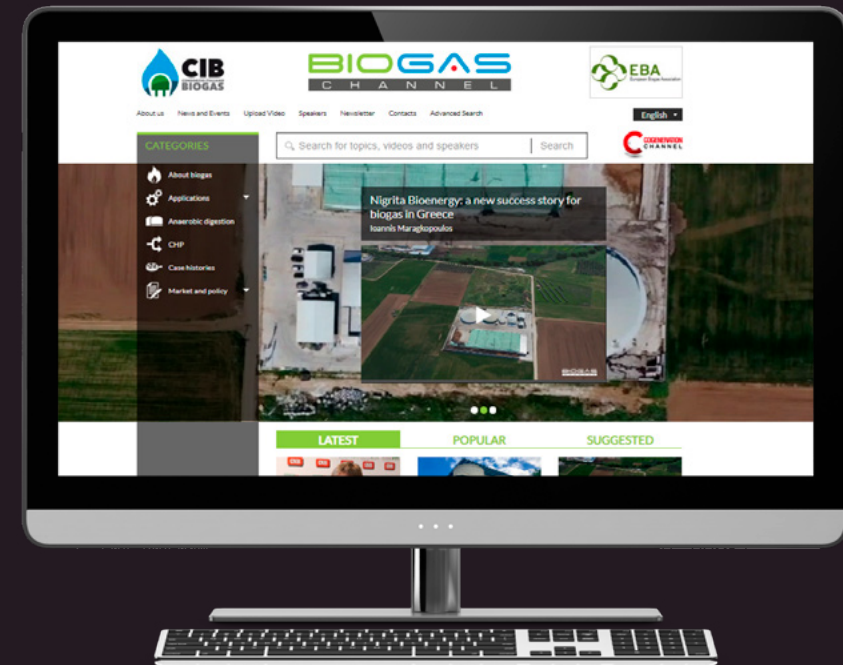 CIB
BIOGAS
BIOGAS
CHANNEL
EBA
European Biogas Association
About us News and Events Upload Video Speakers Newsletter Contacts Advanced Search
English
CATEGORIES
Search for topics, videos and speakers Search
COGENERATION
CHANNEL
About biogas
Applications
Anaerobic digestion
CHP
Case histories
Market and policy
Nigrita Bioenergy: a new success story for
biogas in Greece
Ioannis Maragkopoulos
BIOGAS
LATEST POPULAR SUGGESTED